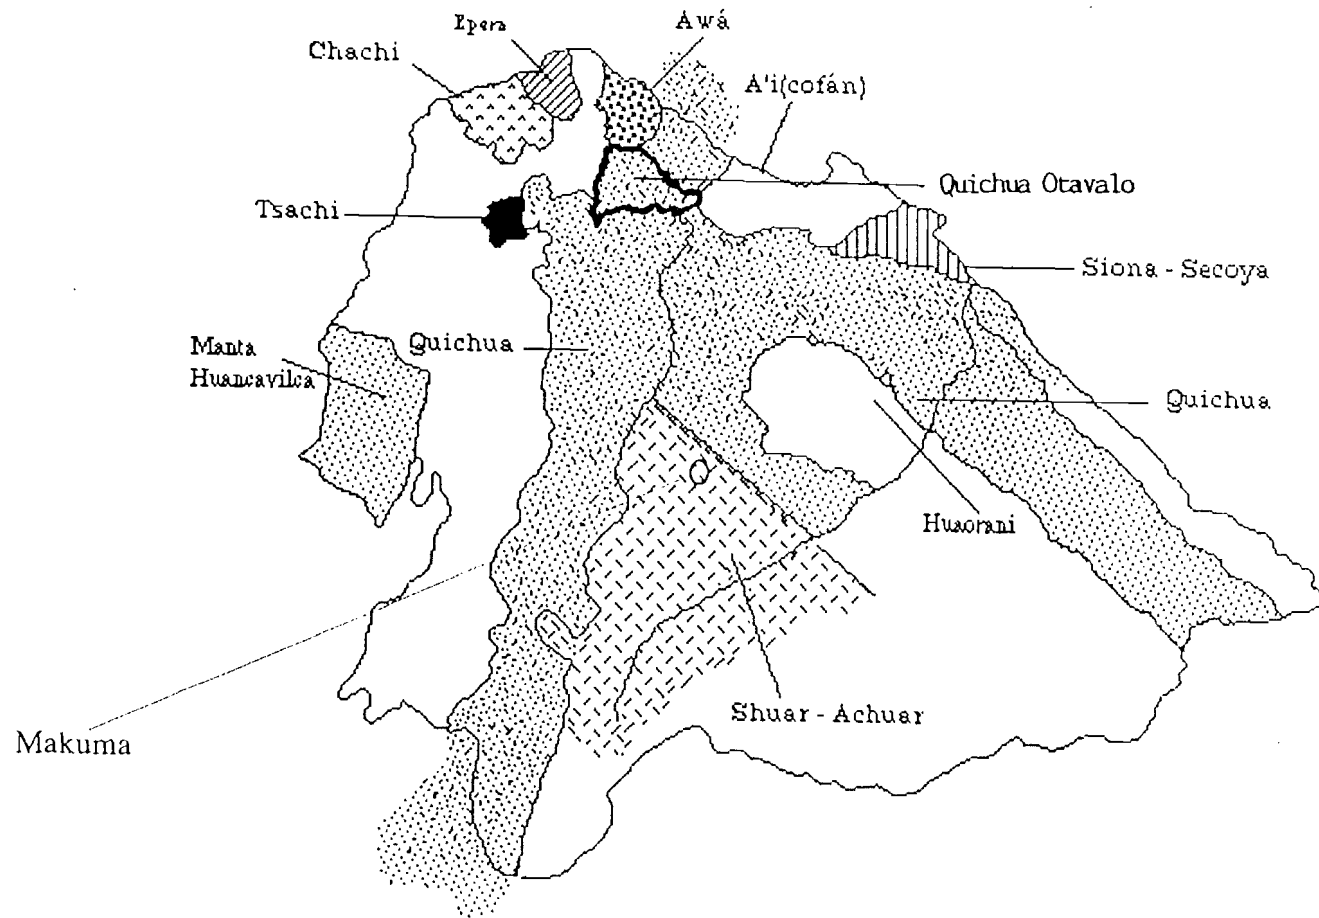 Epera
Awá
Chachi
A'i(cofán)
Quichua Otavalo
Tsachi
Siona - Secoya
Manta
Huancavilca
Quichua
Quichua
Huaorani
Shuar - Achuar
Makuma